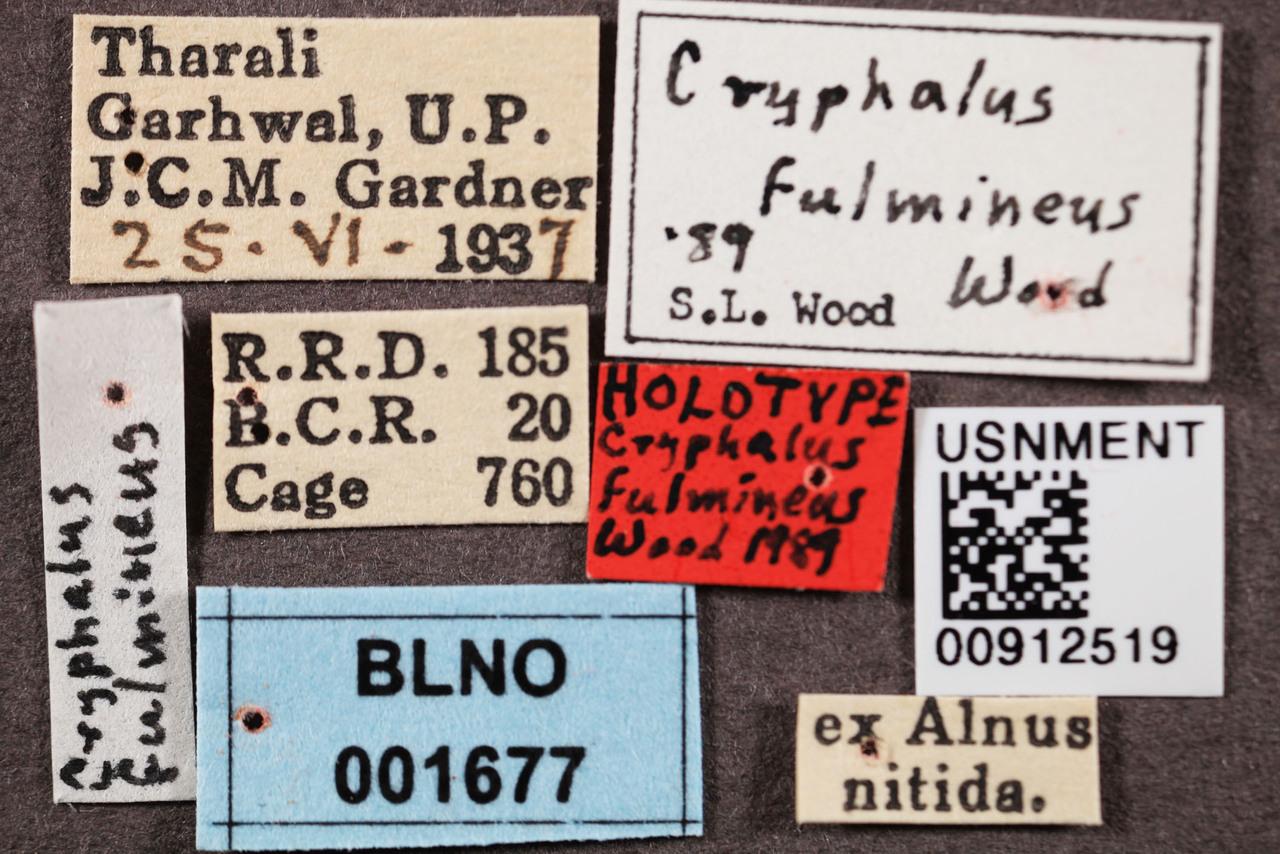 Tharali
Garhwal, U.P.
J.C.M. Gardner
25. VI. 1937
Cryphalus
fulmineus
'89
Wood
S.L. Wood
R.R.D. 185
B.C.R. 20
Cage 760
HOLOTYPE
Cryphalus
fulmineus
Wood 1989
USNMENT
00912519
Cryphalus
fulmineus
BLNO
001677
ex Alnus
nitida.